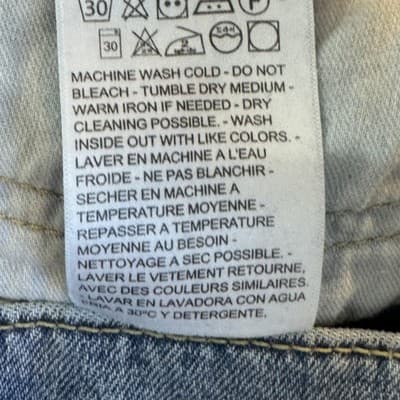 30
P
30
MACHINE WASH COLD - DO NOT
BLEACH - TUMBLE DRY MEDIUM -
WARM IRON IF NEEDED - DRY
CLEANING POSSIBLE. - WASH
INSIDE OUT WITH LIKE COLORS. -
LAVER EN MACHINE A L'EAU
FROIDE - NE PAS BLANCHIR -
SECHER EN MACHINE A
TEMPERATURE MOYENNE -
REPASSER A TEMPERATURE
MOYENNE AU BESOIN -
NETTOYAGE A SEC POSSIBLE. -
LAVER LE VETEMENT RETOURNE,
AVEC DES COULEURS SIMILAIRES.
LAVAR EN LAVADORA CON AGUA
FRIA A 30ºC Y DETERGENTE,